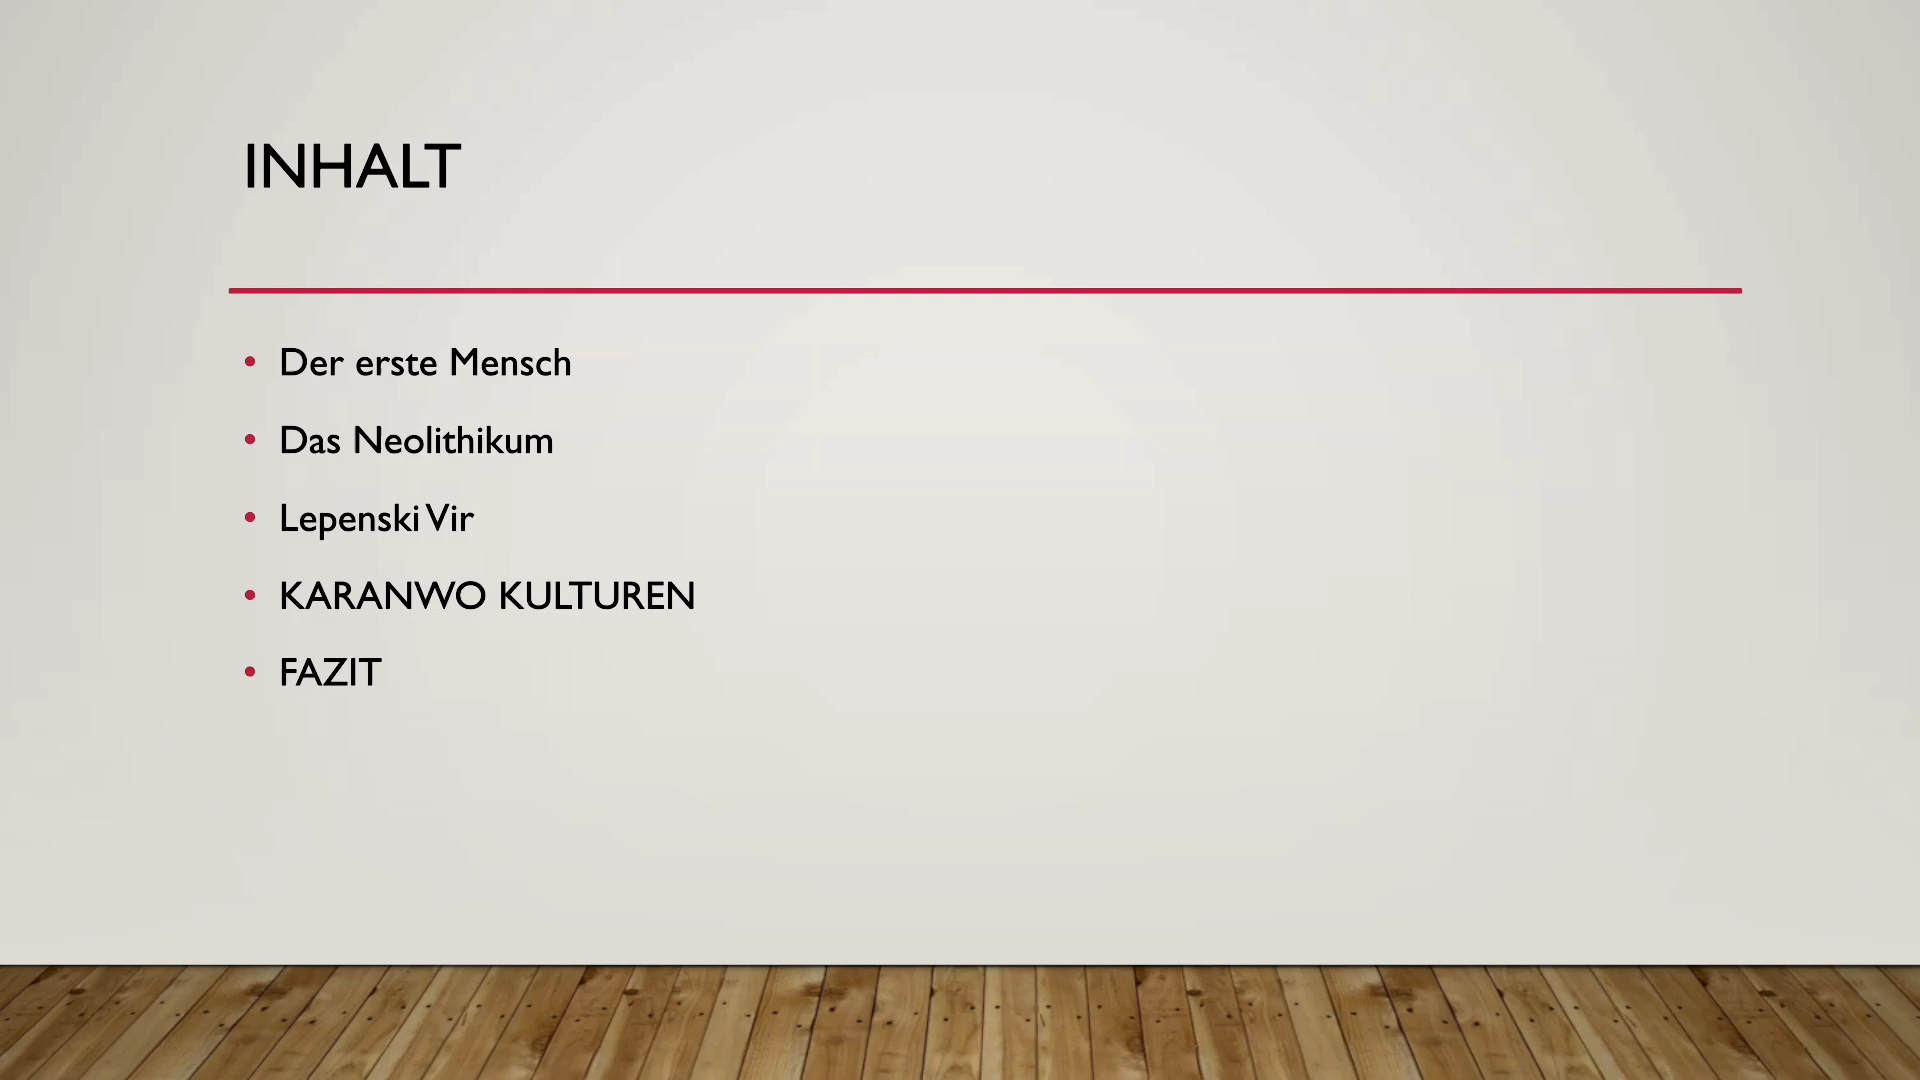 INHALT
Der erste Mensch
Das Neolithikum
Lepenski Vir
KARANWO KULTUREN
FAZIT